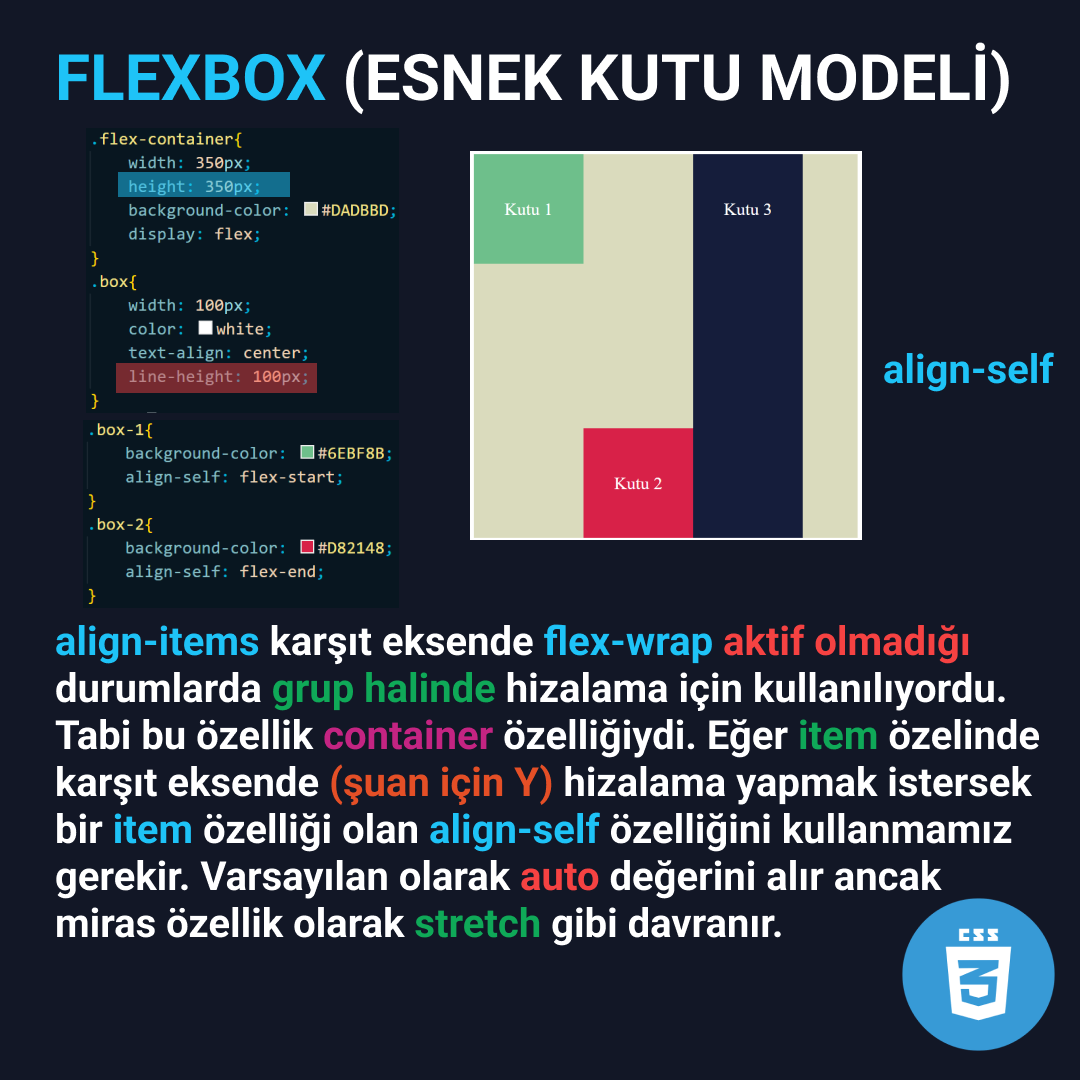 FLEXBOX (ESNEK KUTU MODELİ)
.flex-container{
width: 350px;
height: 350px;
background-color: #DADBBD;
display: flex;
}
.box{
width: 100px;
color: white;
text-align: center;
line-height: 100px;
}
.box-1{
background-color: #6EBF8B;
align-self: flex-start;
}
.box-2{
background-color: #D82148;
align-self: flex-end;
}
Kutu 1
Kutu 3
Kutu 2
align-self
align-items karşıt eksende flex-wrap aktif olmadığı
durumlarda grup halinde hizalama için kullanılıyordu.
Tabi bu özellik container özelliğiydi. Eğer item özelinde
karşıt eksende (şuan için Y) hizalama yapmak istersek
bir item özelliği olan align-self özelliğini kullanmamız
gerekir. Varsayılan olarak auto değerini alır ancak
miras özellik olarak stretch gibi davranır.
CSS
3